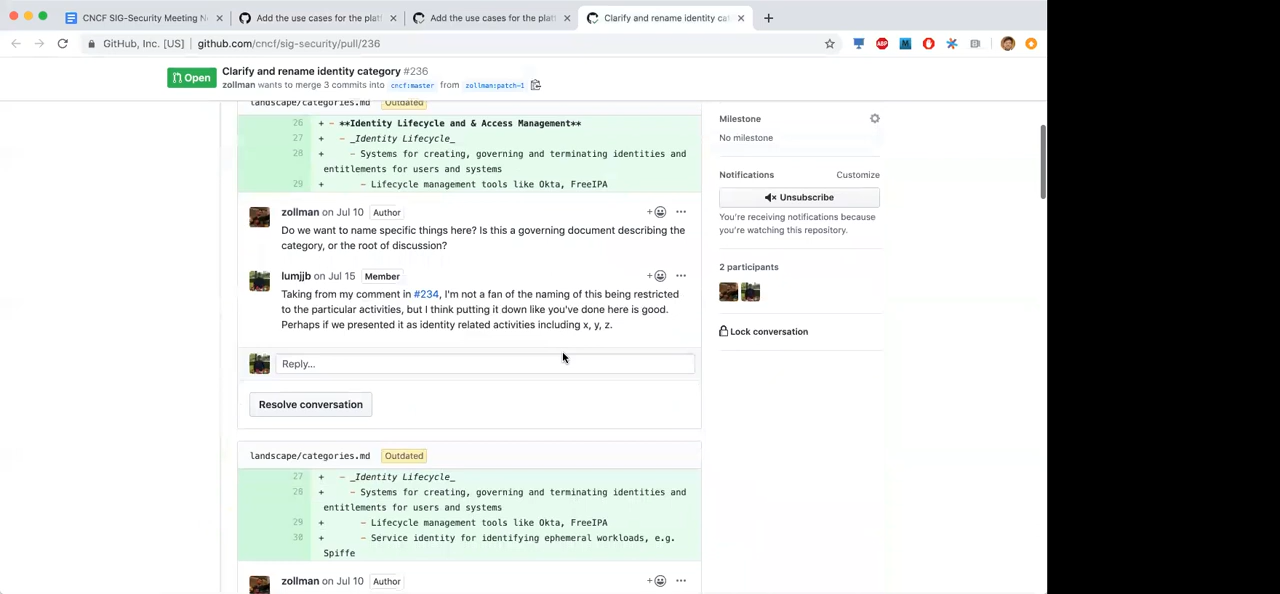 CNCF SIG-Security Meeting N
Add the use cases for the plat
Add the use cases for the plat
Clarify and rename identity cat
GitHub, Inc. [US] | github.com/cncf/sig-security/pull/236
Open
Clarify and rename identity category #236
zollman wants to merge 3 commits into cncf:master from zollman:patch-1
landscape/categories.md Outdated
26 + - **Identity Lifecycle and & Access Management**
27 + - _Identity Lifecycle_
28 + - Systems for creating, governing and terminating identities and
entitlements for users and systems
29 + - Lifecycle management tools like Okta, FreeIPA
zollman on Jul 10 Author
Do we want to name specific things here? Is this a governing document describing the
category, or the root of discussion?
lumjjb on Jul 15 Member
Taking from my comment in #234, I'm not a fan of the naming of this being restricted
to the particular activities, but I think putting it down like you've done here is good.
Perhaps if we presented it as identity related activities including x, y, z.
Reply...
Resolve conversation
landscape/categories.md Outdated
27 + - _Identity Lifecycle_
28 + - Systems for creating, governing and terminating identities and
entitlements for users and systems
29 + - Lifecycle management tools like Okta, FreeIPA
30 + - Service identity for identifying ephemeral workloads, e.g.
Spiffe
zollman on Jul 10 Author
Milestone
No milestone
Notifications Customize
Unsubscribe
You're receiving notifications because
you're watching this repository.
2 participants
Lock conversation